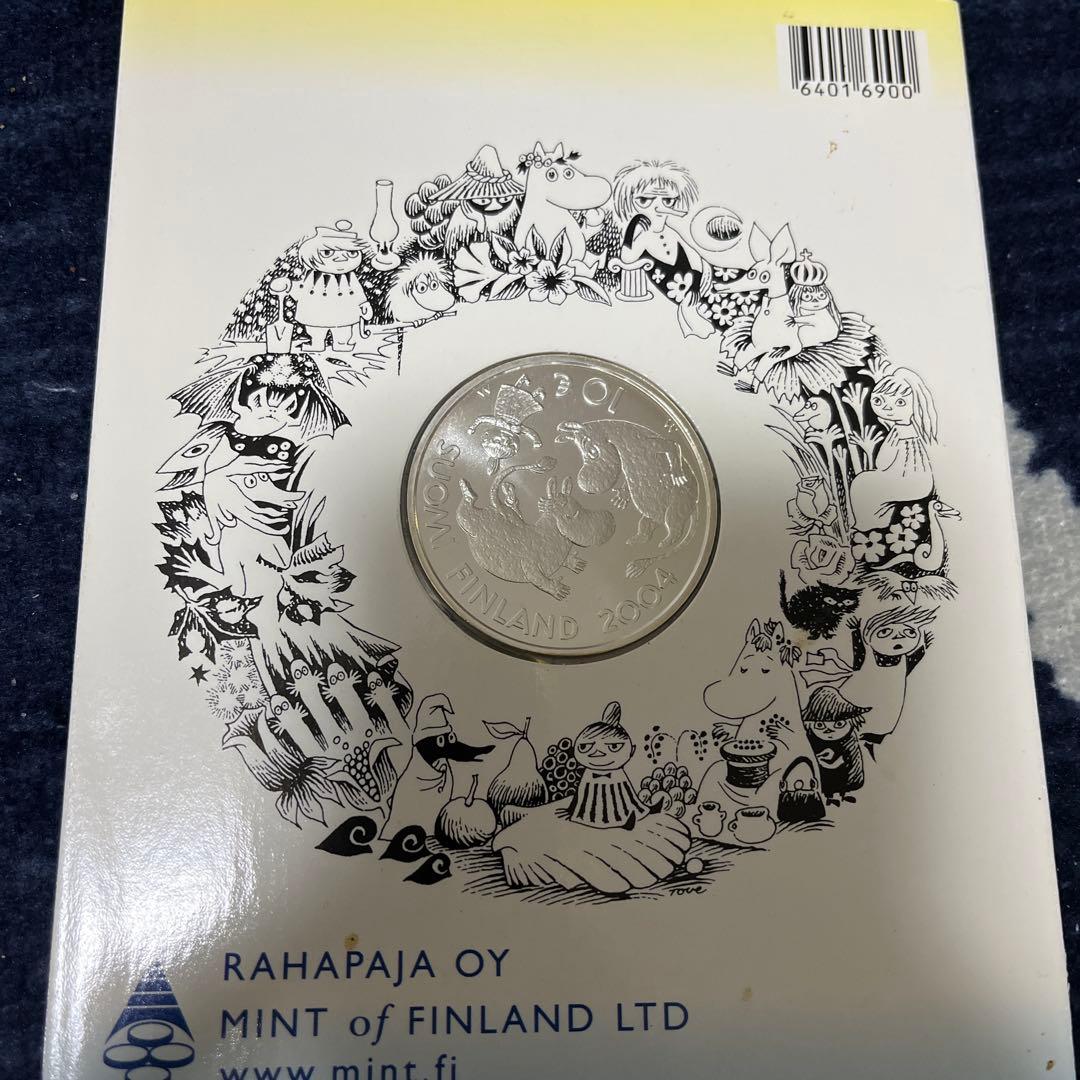 6401 6900
10 €
SUOMI FINLAND 2004
Tove
RAHAPAJA OY
MINT of FINLAND LTD
www.mint.fi